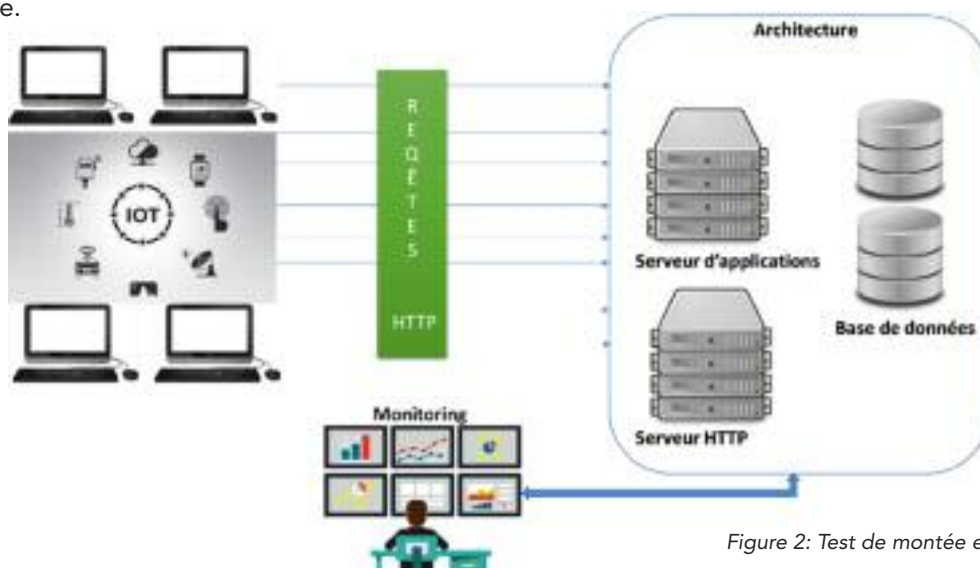 e.
Architecture
R
E
Q
Ê
T
E
S
HTTP
IOT
Serveur d'applications
Base de données
Serveur HTTP
Monitoring
Figure 2: Test de montée e